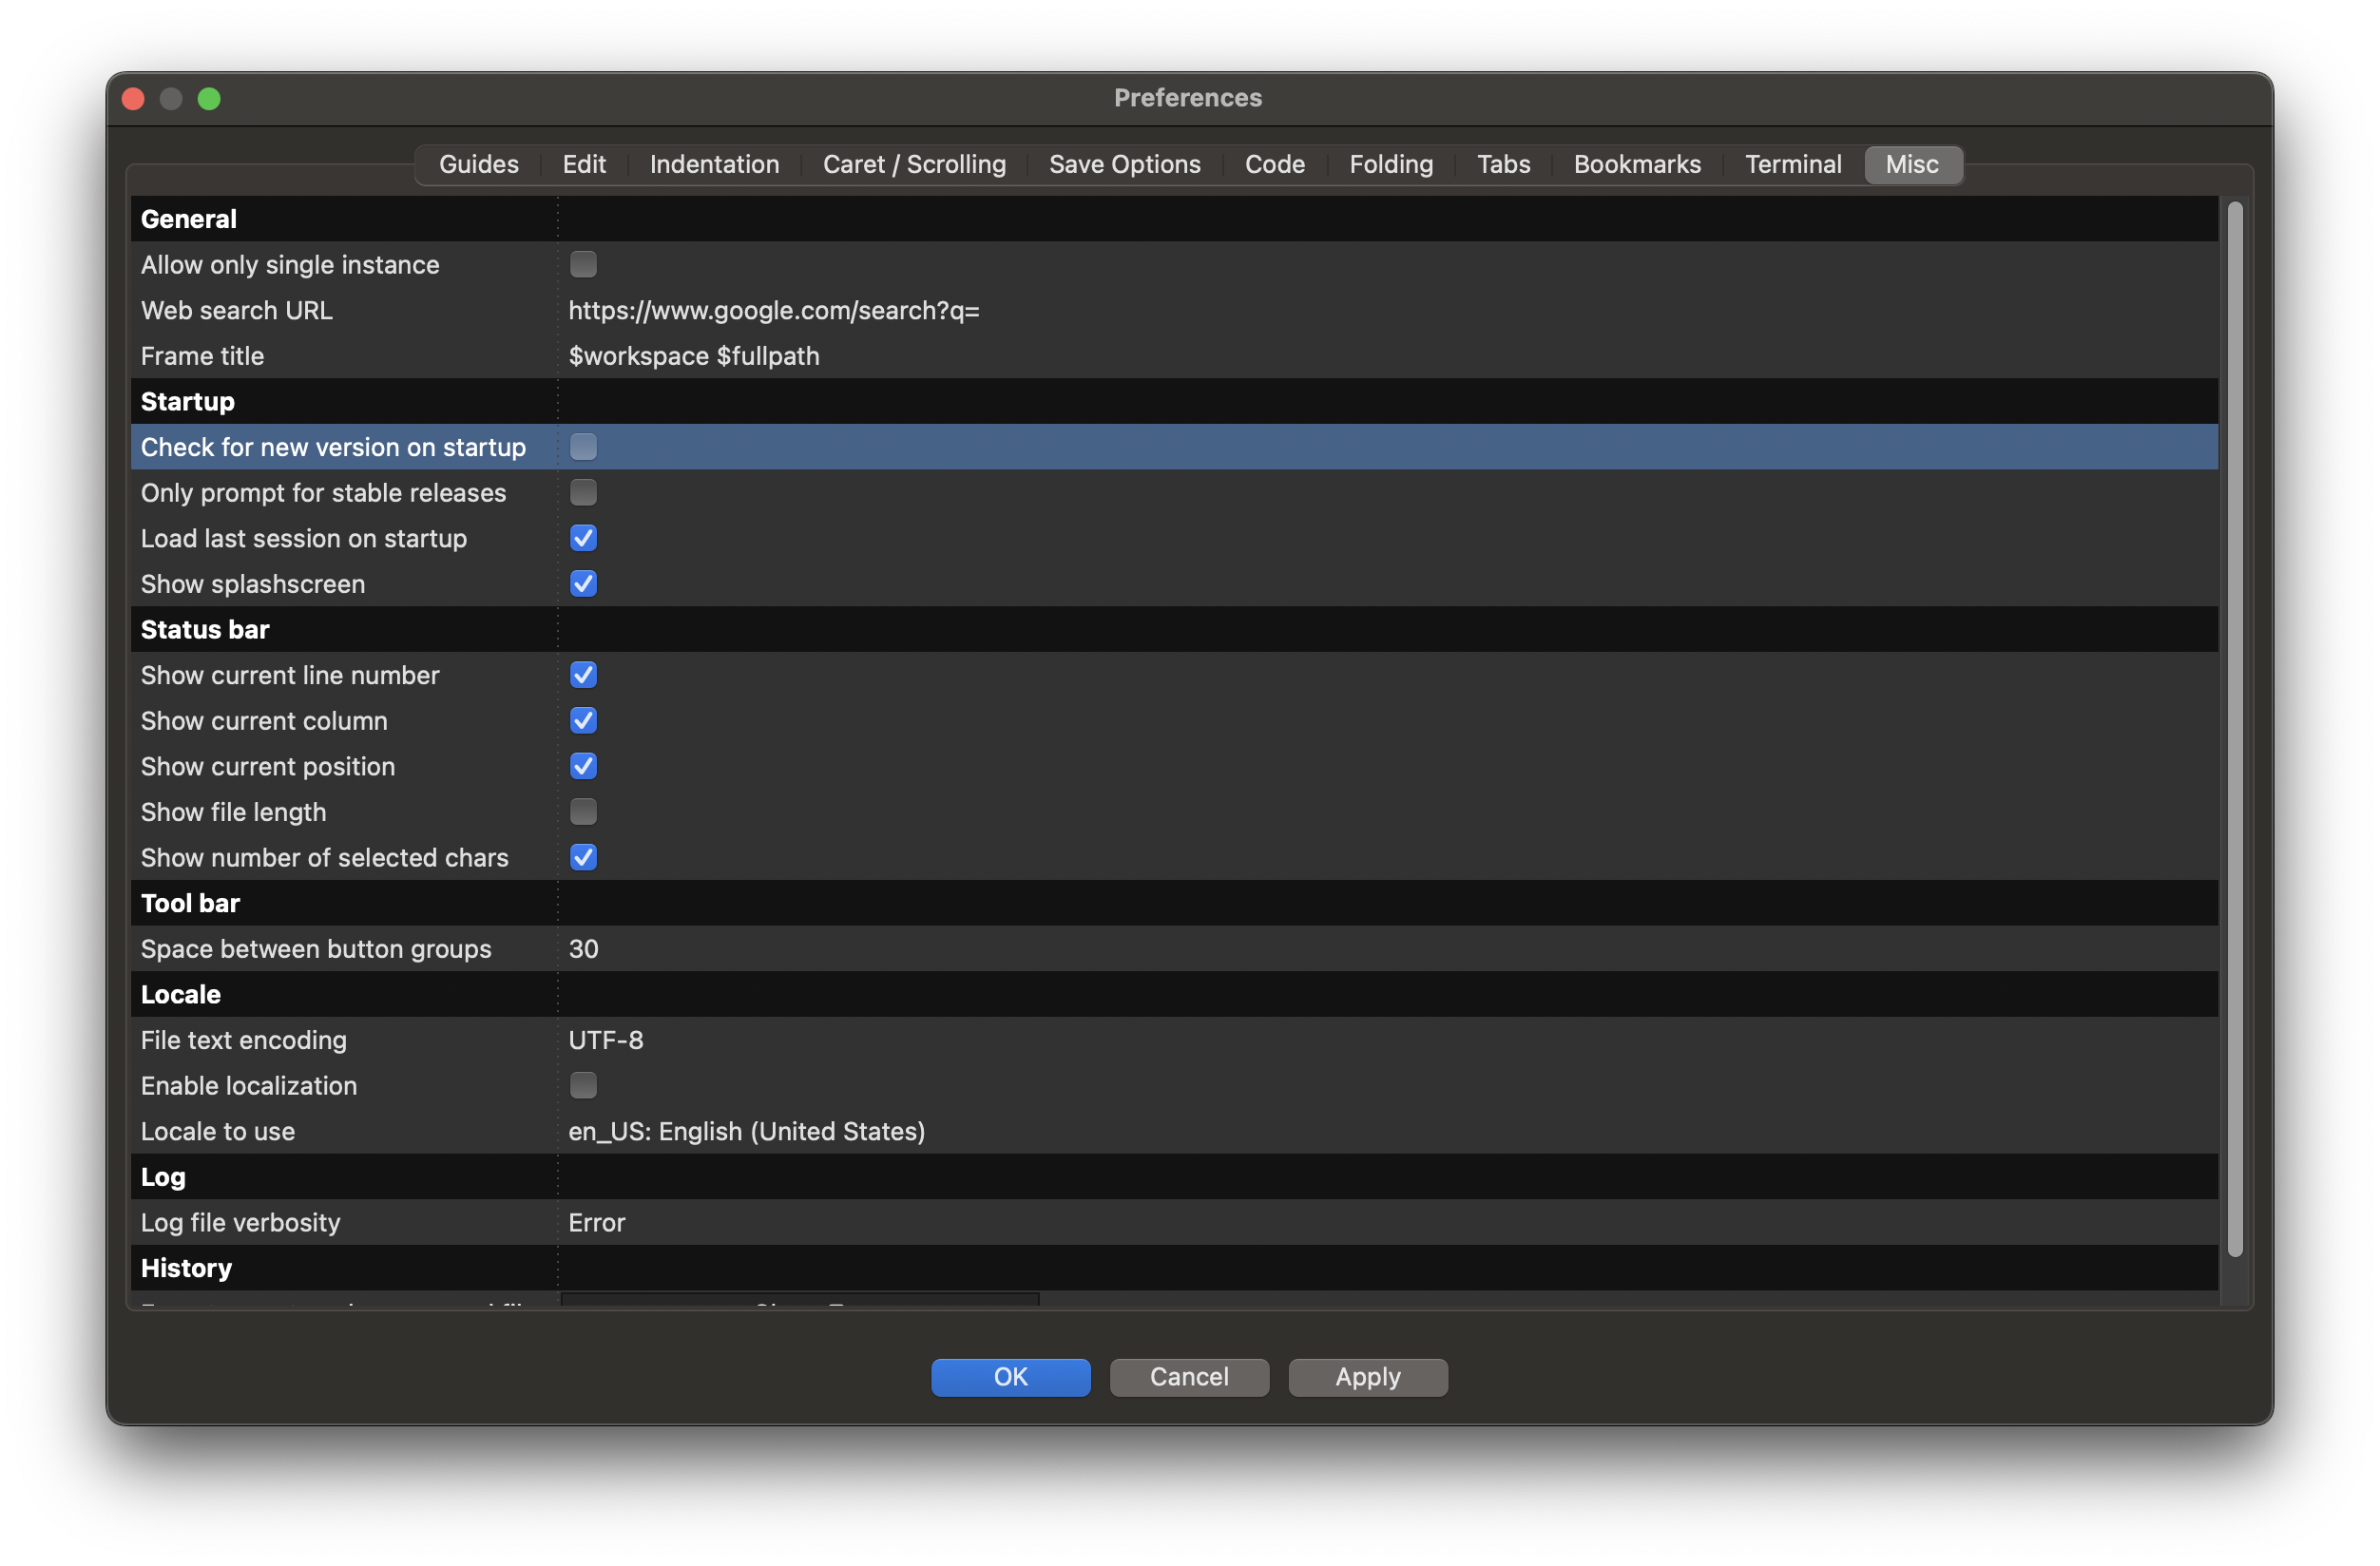 Preferences
Guides Edit Indentation Caret / Scrolling Save Options Code Folding Tabs Bookmarks Terminal Misc
General
Allow only single instance
Web search URL https://www.google.com/search?q=
Frame title $workspace $fullpath
Startup
Check for new version on startup
Only prompt for stable releases
Load last session on startup
Show splashscreen
Status bar
Show current line number
Show current column
Show current position
Show file length
Show number of selected chars
Tool bar
Space between button groups 30
Locale
File text encoding UTF-8
Enable localization
Locale to use en_US: English (United States)
Log
Log file verbosity Error
History
OK Cancel Apply